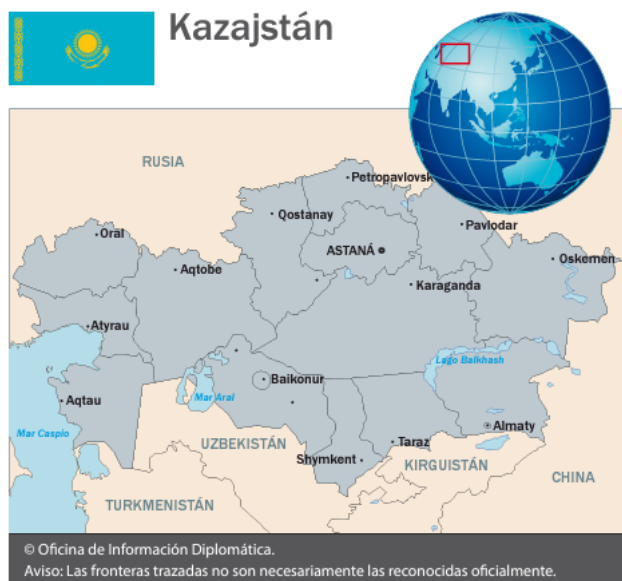 Kazajstán
RUSIA
Petropavlovsk
Qostanay
Pavlodar
Oral
ASTANÁ
Oskemen
Aqtobe
Karaganda
Atyrau
Lago Balkhash
Baikonur
Mar Aral
Aqtau
Almaty
Mar Caspio
UZBEKISTÁN
Taraz
Shymkent
KIRGUISTÁN
CHINA
TURKMENISTÁN
© Oficina de Información Diplomática.
Aviso: Las fronteras trazadas no son necesariamente las reconocidas oficialmente.